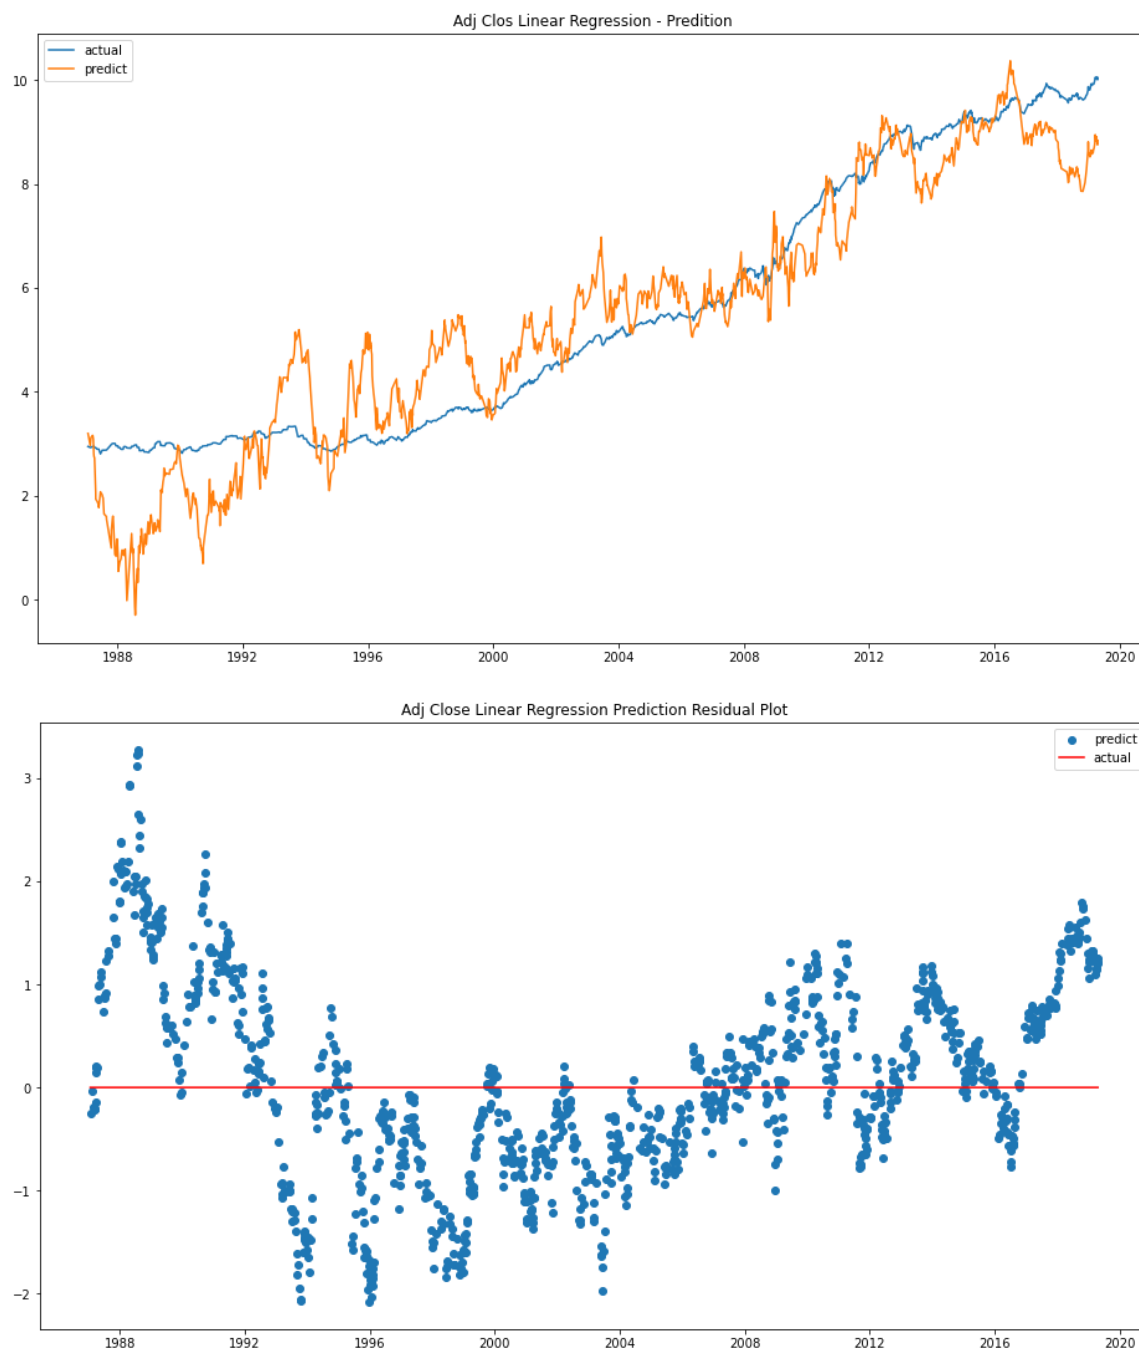 Adj Clos Linear Regression - Predition
actual
predict
10
8
6
4
2
0
1988 1992 1996 2000 2004 2008 2012 2016 2020
Adj Close Linear Regression Prediction Residual Plot
predict
actual
3
2
1
0
−1
−2
1988 1992 1996 2000 2004 2008 2012 2016 2020